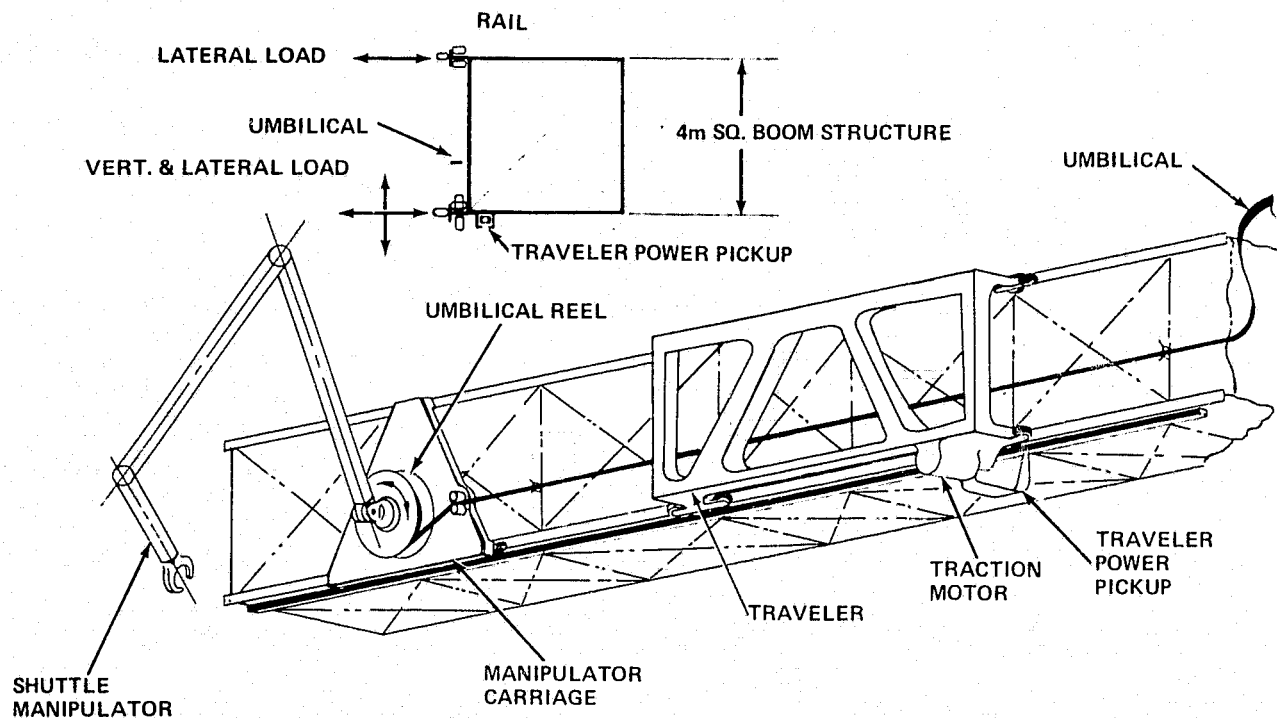 RAIL
LATERAL LOAD
UMBILICAL
4m SQ. BOOM STRUCTURE
VERT. & LATERAL LOAD
UMBILICAL
TRAVELER POWER PICKUP
UMBILICAL REEL
TRAVELER
POWER
PICKUP
TRACTION
MOTOR
TRAVELER
MANIPULATOR
CARRIAGE
SHUTTLE
MANIPULATOR